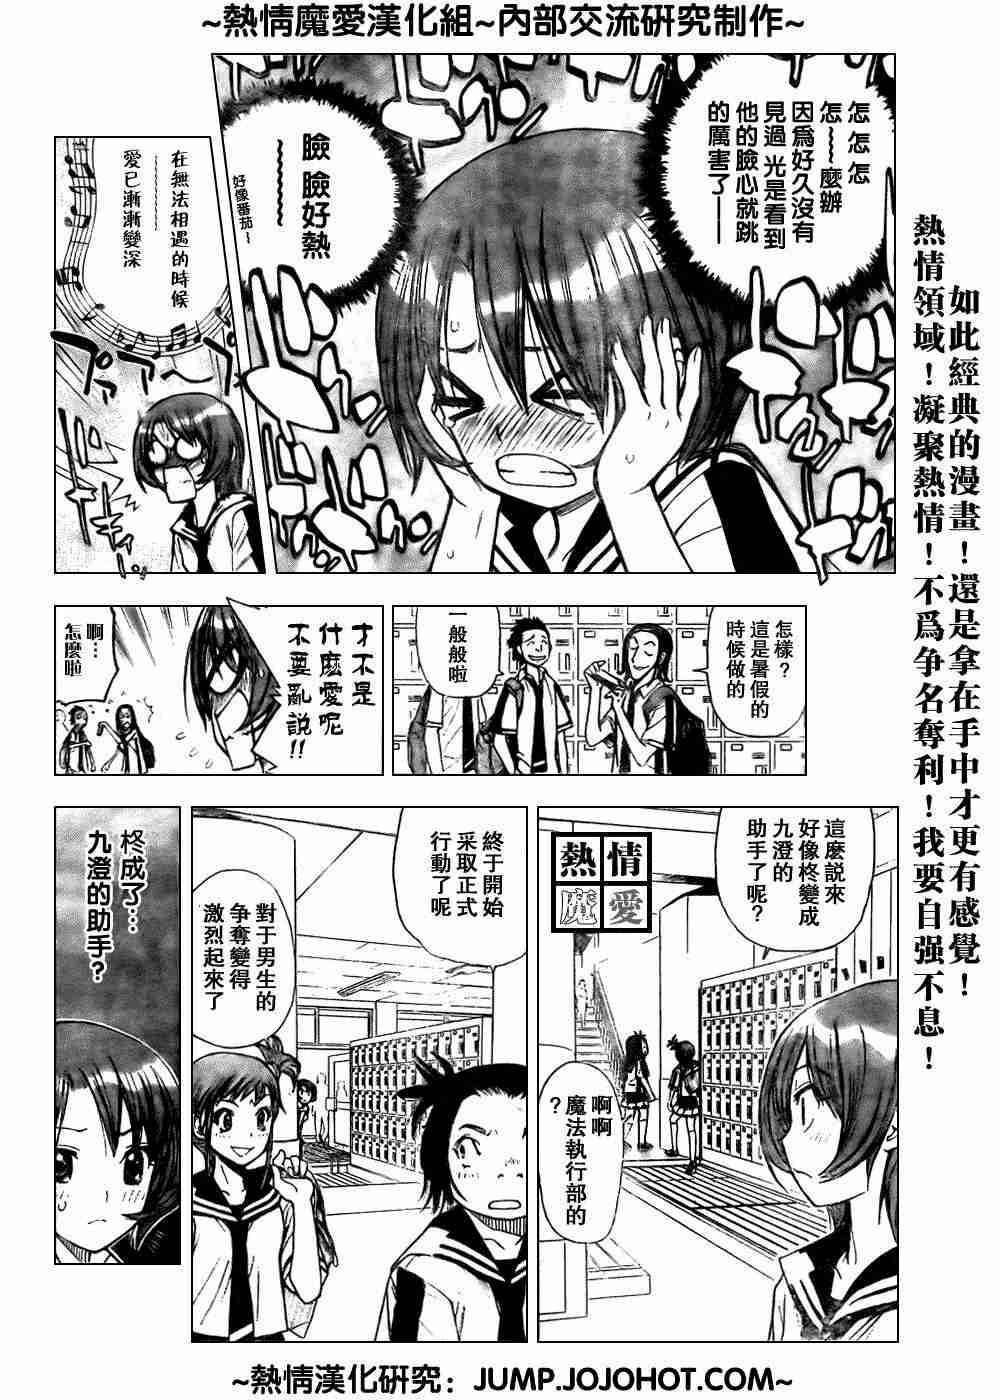 ~熱情魔愛漢化組~內部交流研究制作~
怎怎怎
怎~~麼辦
因爲好久沒有
見過 光是看到
他的臉心就跳
的厲害了——
臉臉好熱
~~~~
好像番茄~
在無法相遇的時候
愛已漸漸變深
如此經典的漫畫！還是拿在手中才更有感覺！
熱情領域！凝聚熱情！不爲争名奪利！我要自强不息！
怎樣？
這是暑假的
時候做的
一般般啦
才不是
什麽愛呢
不要亂説!!
啊…
怎麽啦
這麽説來
好像柊變成
九澄的
助手了呢？
熱情
魔愛
啊啊
魔法執行部的
？
終于開始
采取正式
行動了呢
對于男生的
争奪變得
激烈起來了
柊成了…
九澄的助手？
~熱情漢化研究：JUMP.JOJOHOT.COM~